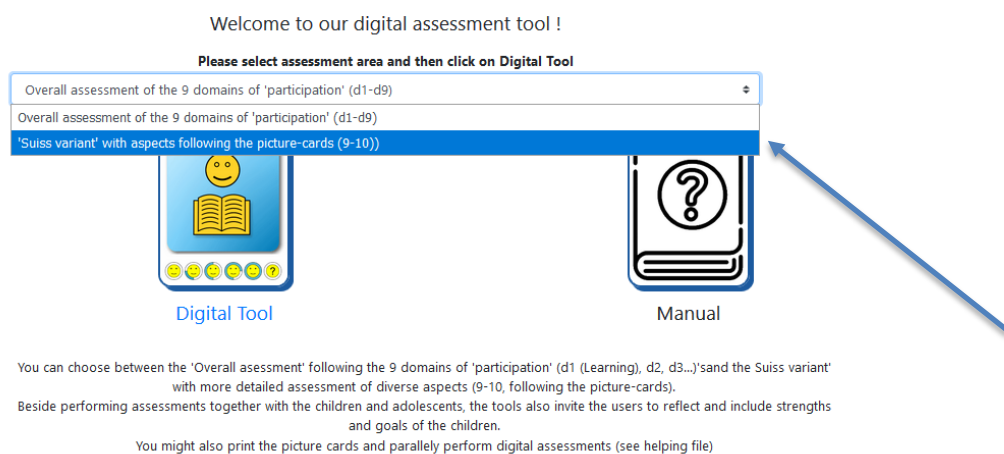 Welcome to our digital assessment tool !
Please select assessment area and then click on Digital Tool
Overall assessment of the 9 domains of 'participation' (d1-d9)
Overall assessment of the 9 domains of 'participation' (d1-d9)
'Suiss variant' with aspects following the picture-cards (9-10))
?
?
Digital Tool
Manual
You can choose between the 'Overall asessment' following the 9 domains of 'participation' (d1 (Learning), d2, d3...)'sand the Suiss variant'
with more detailed assessment of diverse aspects (9-10, following the picture-cards).
Beside performing assessments together with the children and adolescents, the tools also invite the users to reflect and include strengths
and goals of the children.
You might also print the picture cards and parallely perform digital assessments (see helping file)